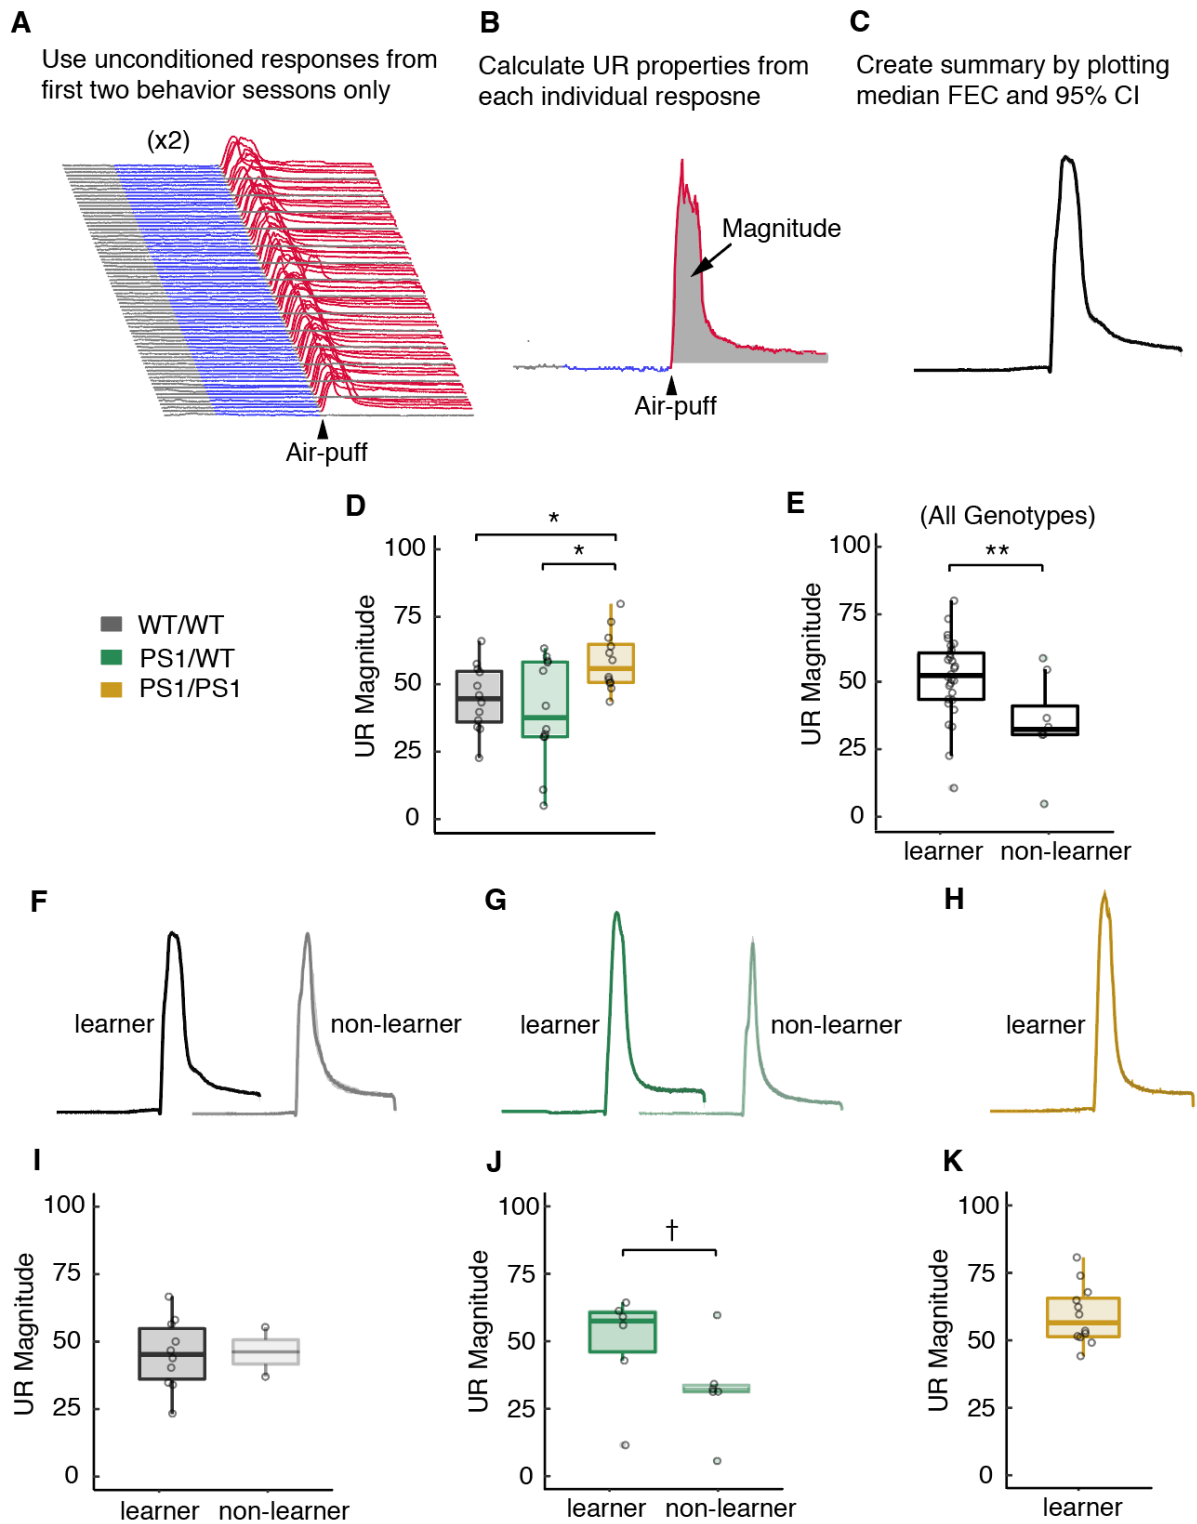 A
Use unconditioned responses from
first two behavior sessons only
(x2)
Air-puff
B
Calculate UR properties from
each individual resposne
Magnitude
Air-puff
C
Create summary by plotting
median FEC and 95% CI
WT/WT
PS1/WT
PS1/PS1
D
*
*
100
75
50
25
0
UR Magnitude
E
(All Genotypes)
**
100
75
50
25
0
UR Magnitude
learner non-learner
F
learner
non-learner
G
learner
non-learner
H
learner
I
100
75
50
25
0
UR Magnitude
learner non-learner
J
†
100
75
50
25
0
UR Magnitude
learner non-learner
K
100
75
50
25
0
UR Magnitude
learner